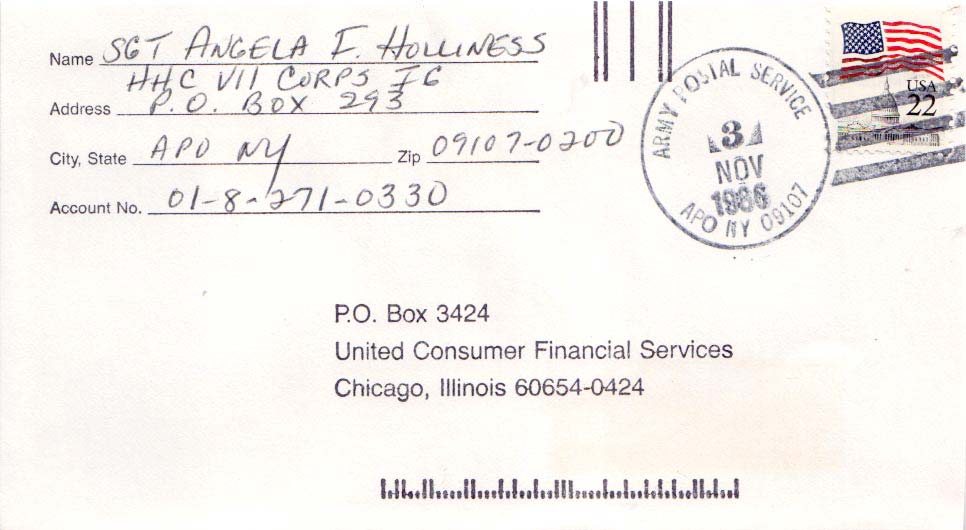 Name SGT ANGELA F. HOLLINESS
HHC VII CORPS IG
Address P.O. BOX 293
City, State APO NY Zip 09107-0200
Account No. 01-8-271-0330
ARMY POSTAL SERVICE
3
NOV
1986
APO NY 09107
USA
22
P.O. Box 3424
United Consumer Financial Services
Chicago, Illinois 60654-0424